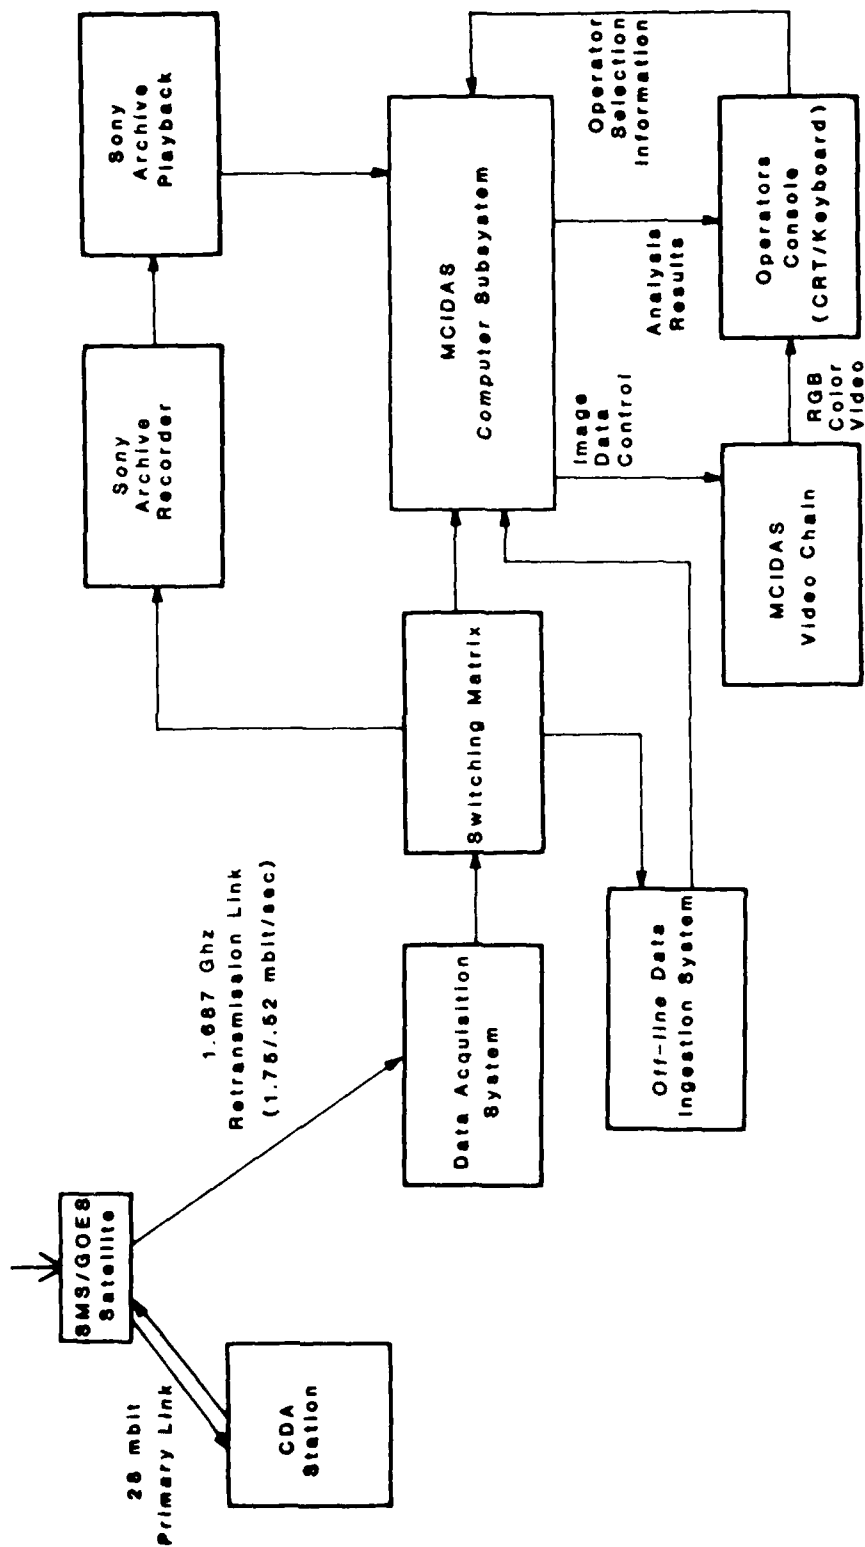 SMS/GOES
Satellite
28 mbit
Primary Link
CDA
Station
1.687 Ghz
Retransmission Link
(1.75/.52 mbit/sec)
Data Acquisition
System
Off-line Data
Ingestion System
Switching Matrix
Sony
Archive
Recorder
Sony
Archive
Playback
MCIDAS
Computer Subsystem
Image
Data
Control
Analysis
Results
Operator
Selection
Information
MCIDAS
Video Chain
RGB
Color
Video
Operators
Console
(CRT/Keyboard)